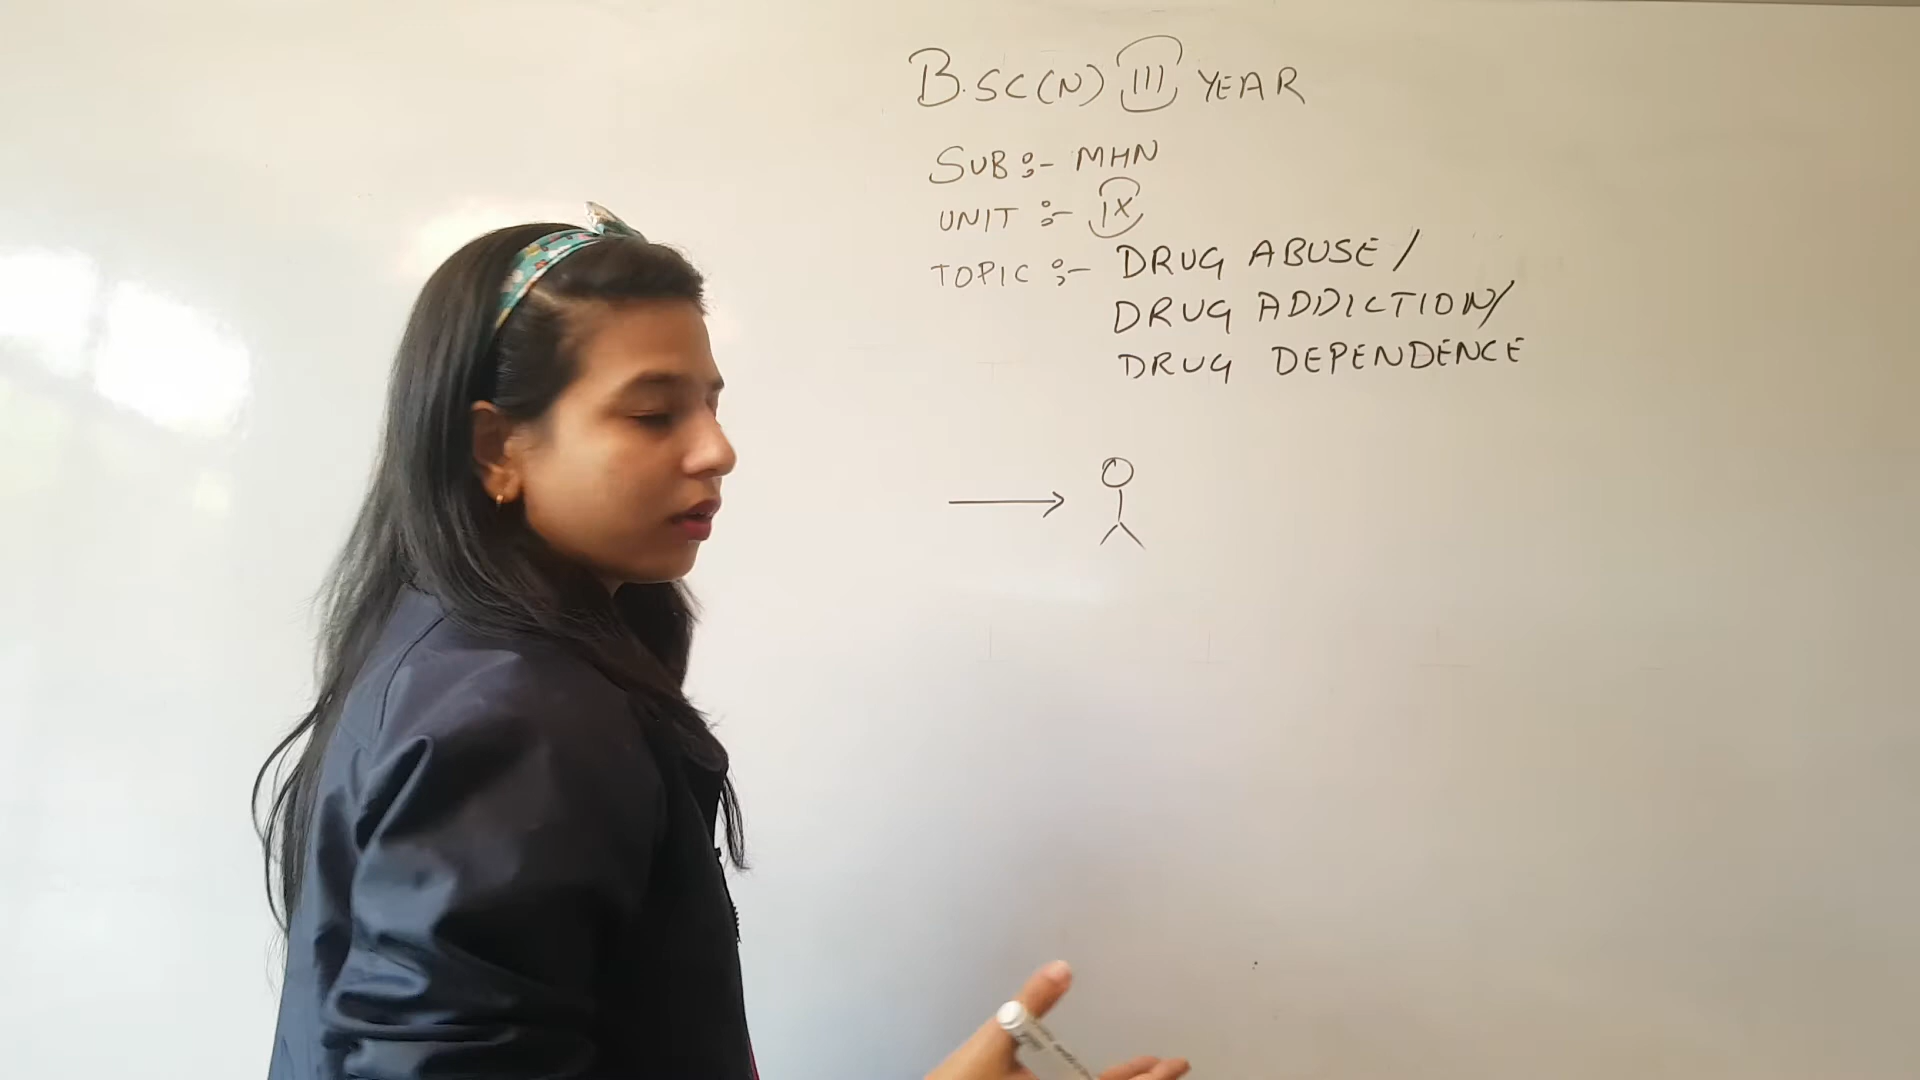 B.SC(N) III YEAR
SUB :- MHN
UNIT :- IX
TOPIC :- DRUG ABUSE /
DRUG ADDICTION/
DRUG DEPENDENCE